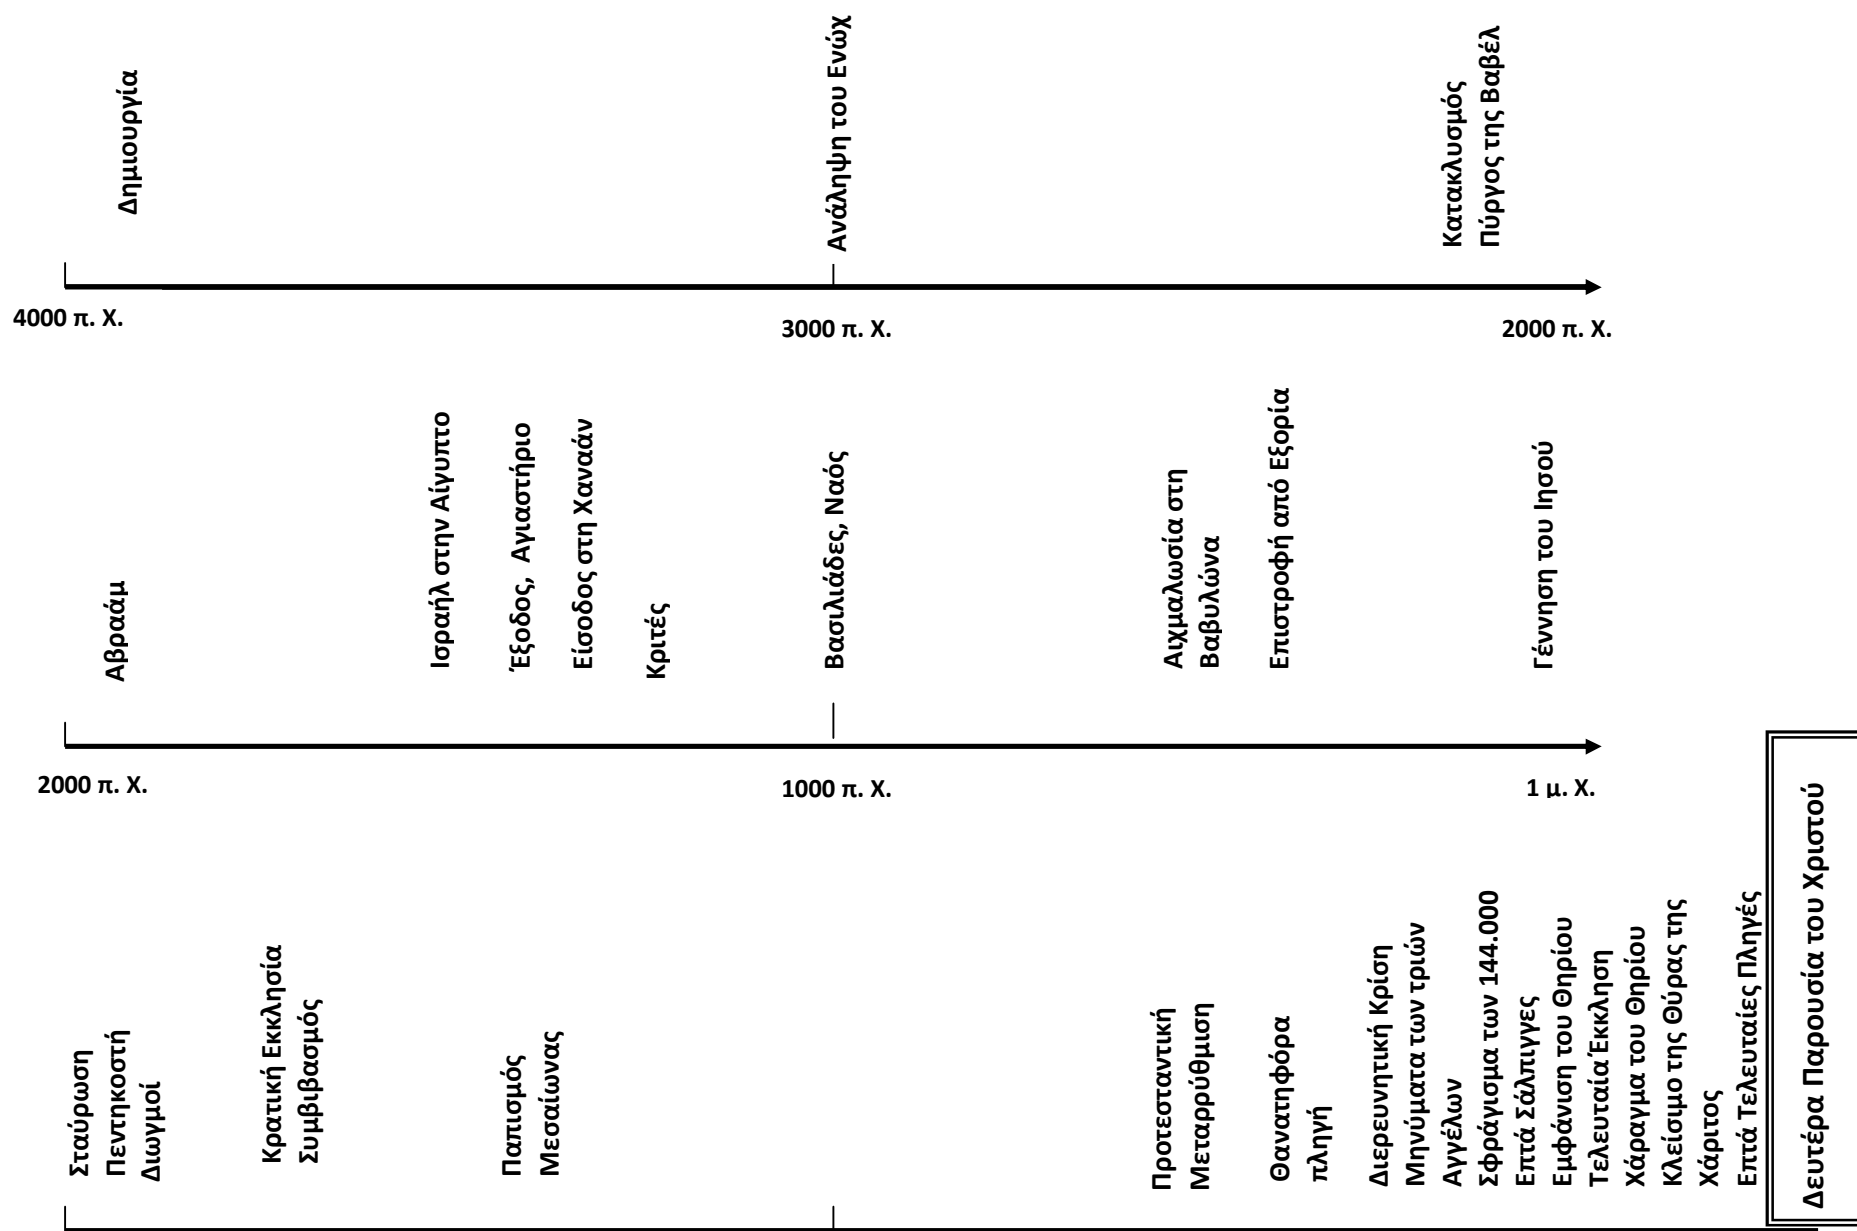 Δημιουργία
Ανάληψη του Ενώχ
Κατακλυσμός
Πύργος της Βαβέλ
4000 π. Χ.
3000 π. Χ.
2000 π. Χ.
Αβραάμ
Ισραήλ στην Αίγυπτο
Έξοδος, Αγιαστήριο
Είσοδος στη Χαναάν
Κριτές
Βασιλιάδες, Ναός
Αιχμαλωσία στη
Βαβυλώνα
Επιστροφή από Εξορία
Γέννηση του Ιησού
2000 π. Χ.
1000 π. Χ.
1 μ. Χ.
Σταύρωση
Πεντηκοστή
Διωγμοί
Κρατική Εκκλησία
Συμβιβασμός
Παπισμός
Μεσαίωνας
Προτεσταντική
Μεταρρύθμιση
Θανατηφόρα
πληγή
Διερευνητική Κρίση
Μηνύματα των τριών
Αγγέλων
Σφράγισμα των 144.000
Επτά Σάλπιγγες
Εμφάνιση του Θηρίου
Τελευταία Έκκληση
Χάραγμα του Θηρίου
Κλείσιμο της Θύρας της
Χάριτος
Επτά Τελευταίες Πληγές
Δευτέρα Παρουσία του Χριστού